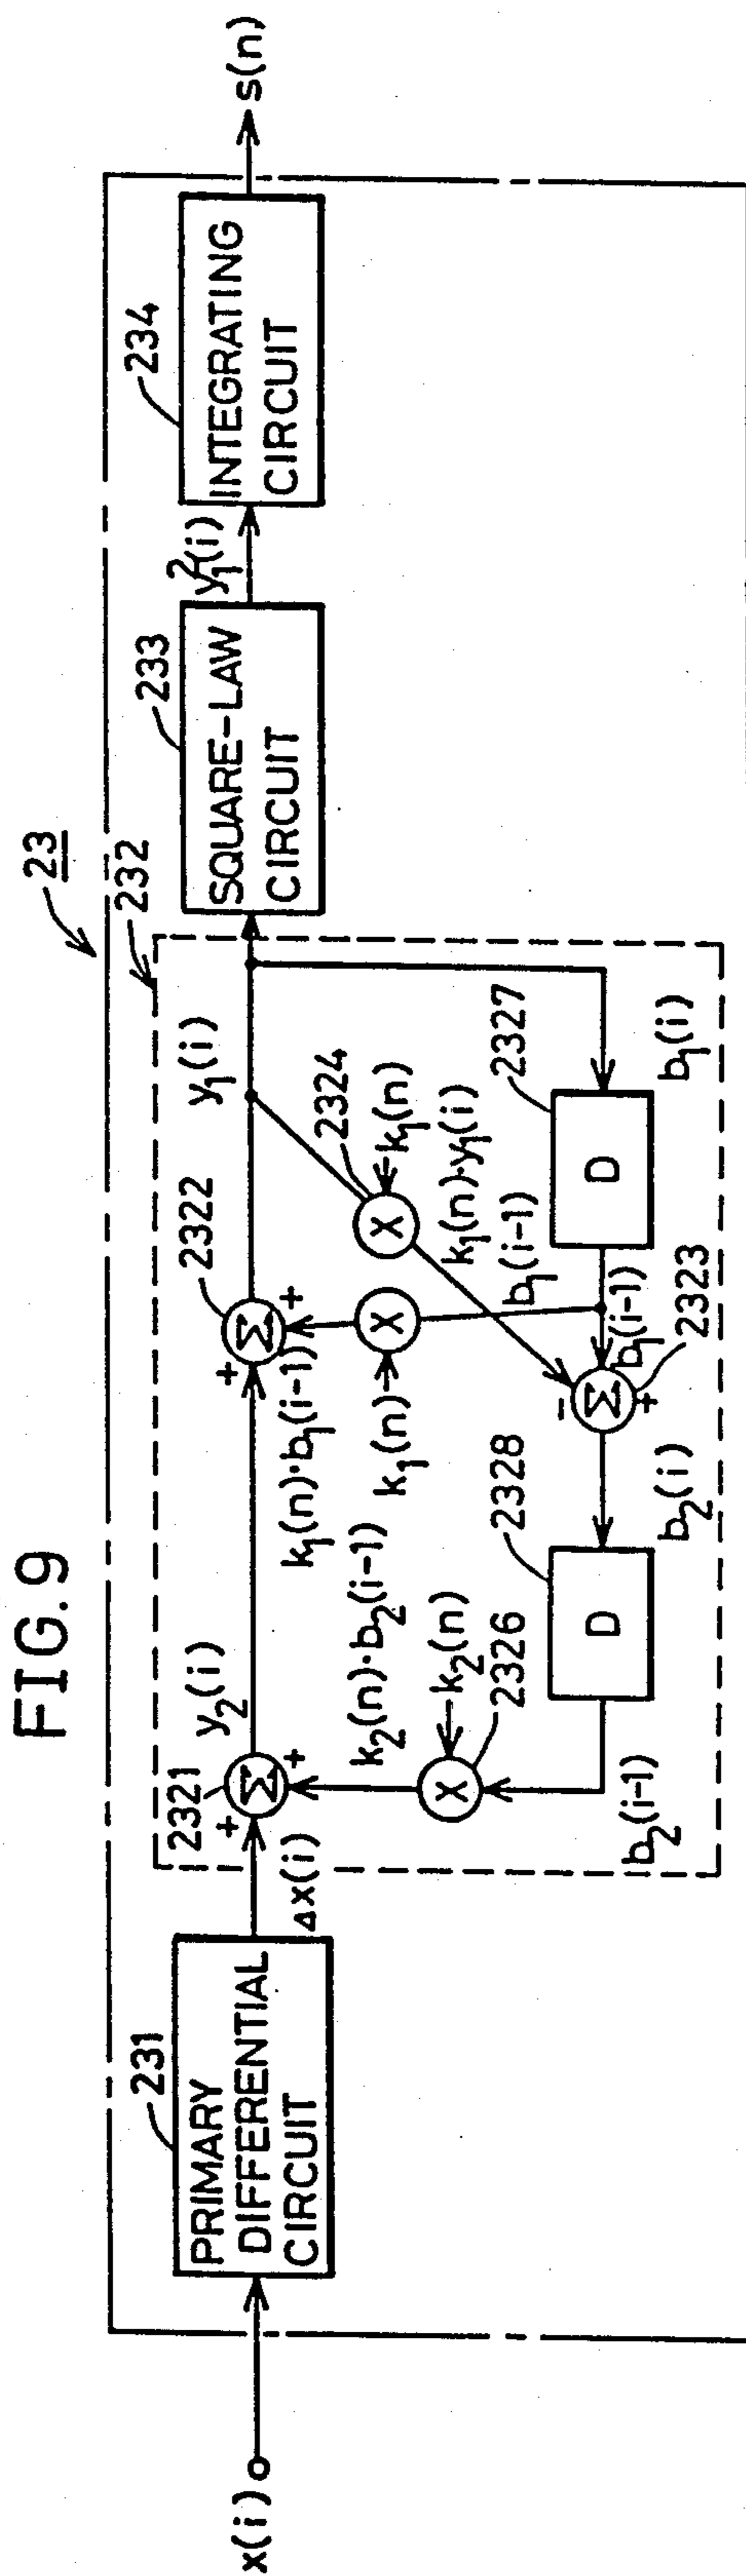 FIG.9
23
232
x(i)
231
PRIMARY
DIFFERENTIAL
CIRCUIT
Δx(i)
2321
+
Σ
+
y₂(i)
k₂(n)·b₂(i-1)
k₂(n)
X
2326
b₂(i-1)
2328
D
b₂(i)
k₁(n)·b₁(i-1)
+
Σ
+
2322
k₁(n)
X
b₁(i-1)
y₁(i)
2324
X
k₁(n)
k₁(n)·y₁(i)
-
Σ
+
2323
b₁(i-1)
2327
D
b₁(i)
233
SQUARE-LAW
CIRCUIT
y₁²(i)
234
INTEGRATING
CIRCUIT
s(n)